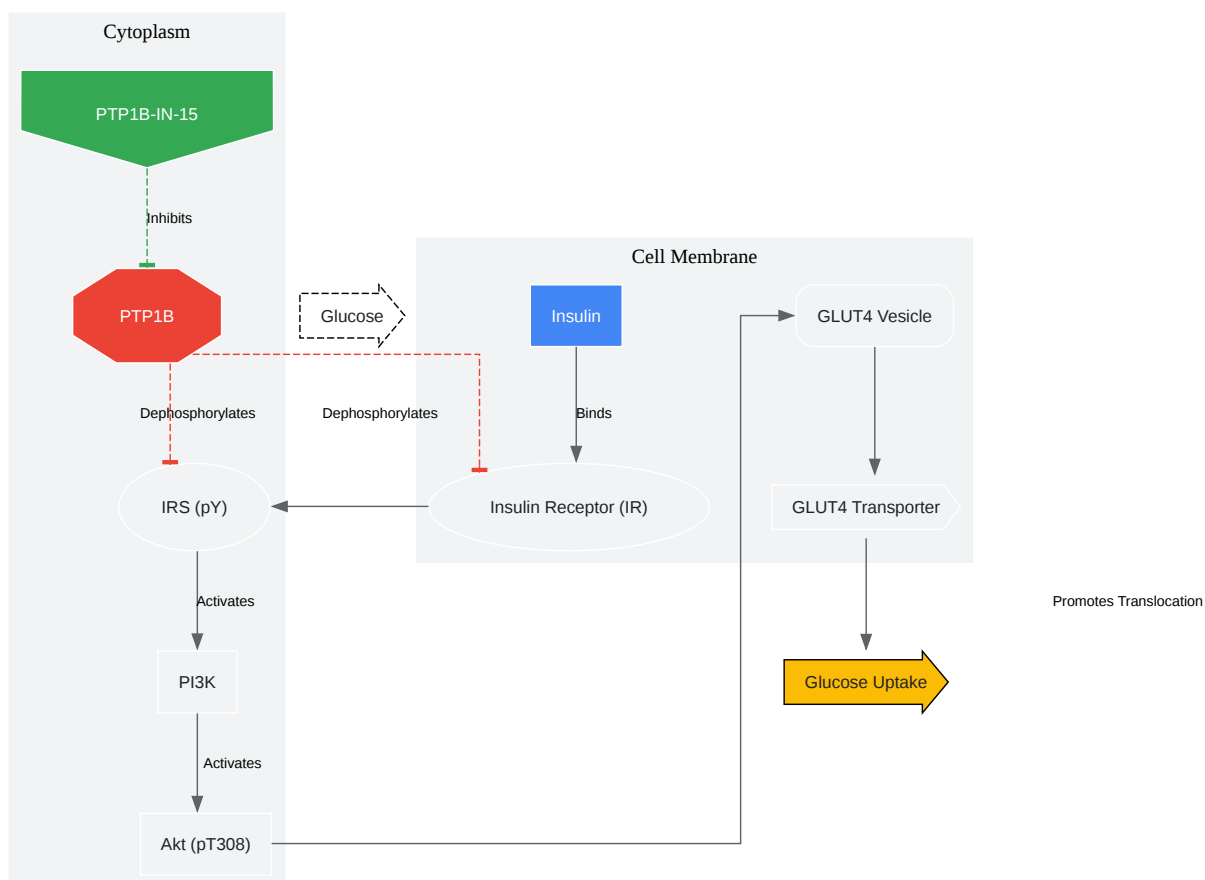 Cytoplasm
PTP1B-IN-15
Inhibits
Cell Membrane
PTP1B
Glucose
Insulin
GLUT4 Vesicle
Dephosphorylates
Dephosphorylates
Binds
IRS (pY)
Insulin Receptor (IR)
GLUT4 Transporter
Activates
Promotes Translocation
PI3K
Glucose Uptake
Activates
Akt (pT308)